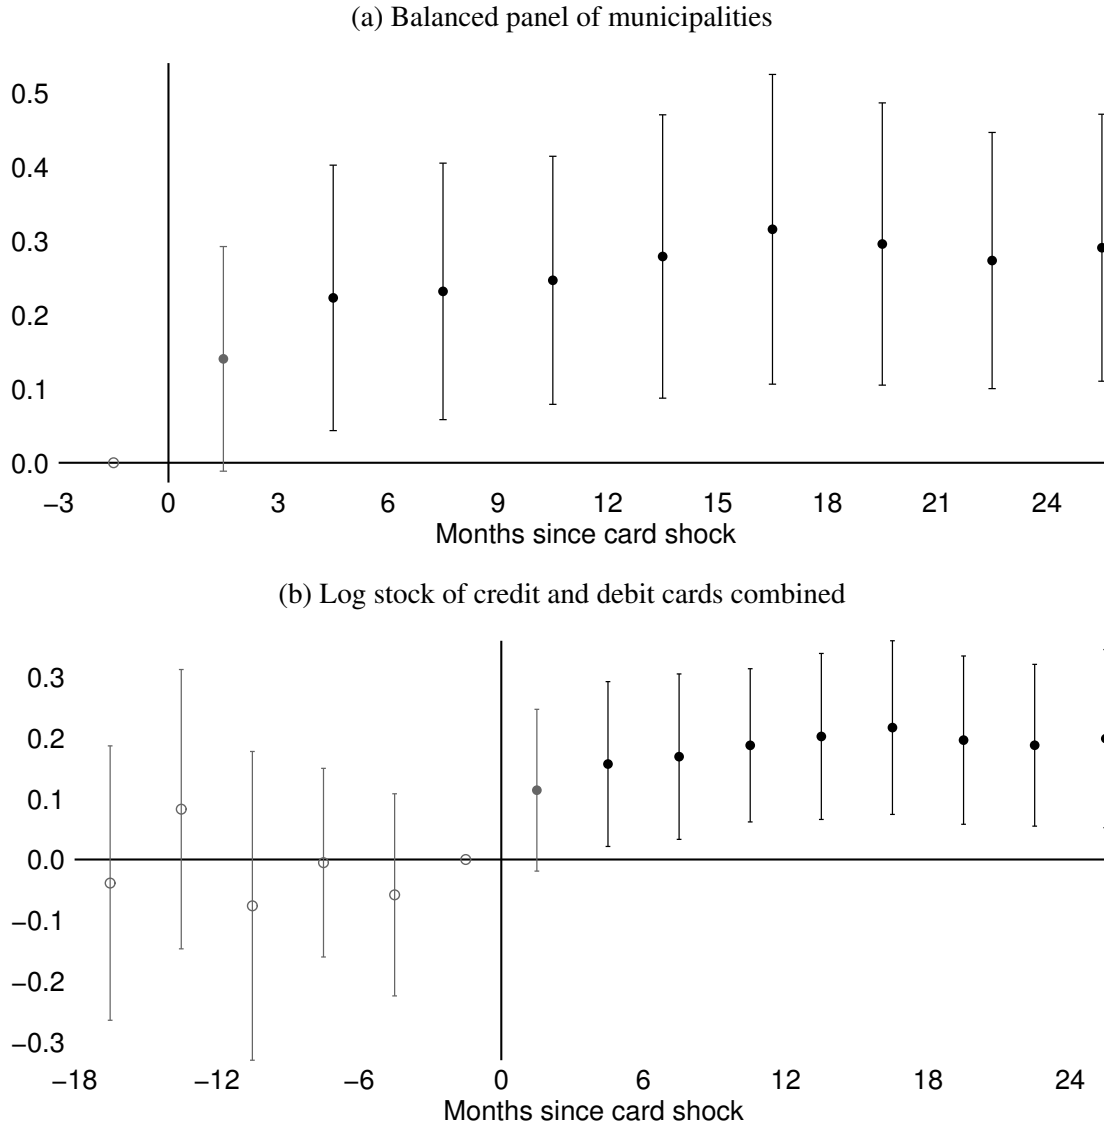 (a) Balanced panel of municipalities
0.5
0.4
0.3
0.2
0.1
0.0
−3 0 3 6 9 12 15 18 21 24
Months since card shock
(b) Log stock of credit and debit cards combined
0.3
0.2
0.1
0.0
−0.1
−0.2
−0.3
−18 −12 −6 0 6 12 18 24
Months since card shock